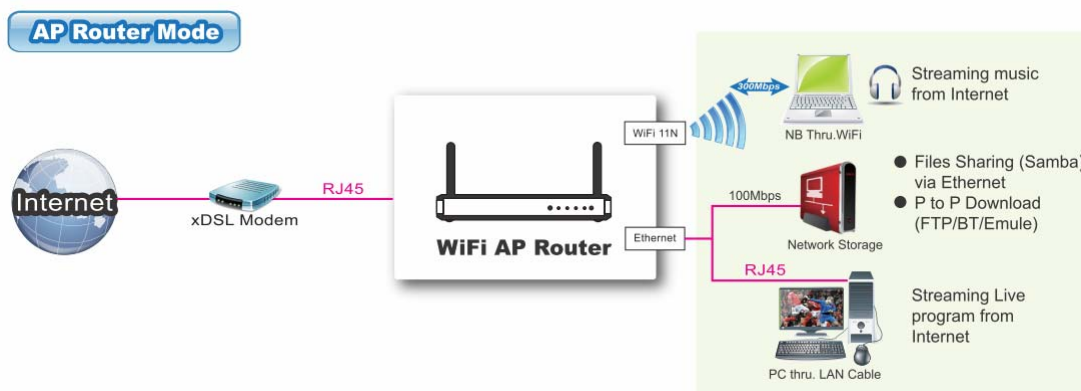 AP Router Mode
Internet
xDSL Modem
RJ45
WiFi AP Router
WiFi 11N
Ethernet
300Mbps
NB Thru.WiFi
Streaming music
from Internet
100Mbps
Network Storage
● Files Sharing (Samba)
via Ethernet
● P to P Download
(FTP/BT/Emule)
RJ45
PC thru. LAN Cable
Streaming Live
program from
Internet